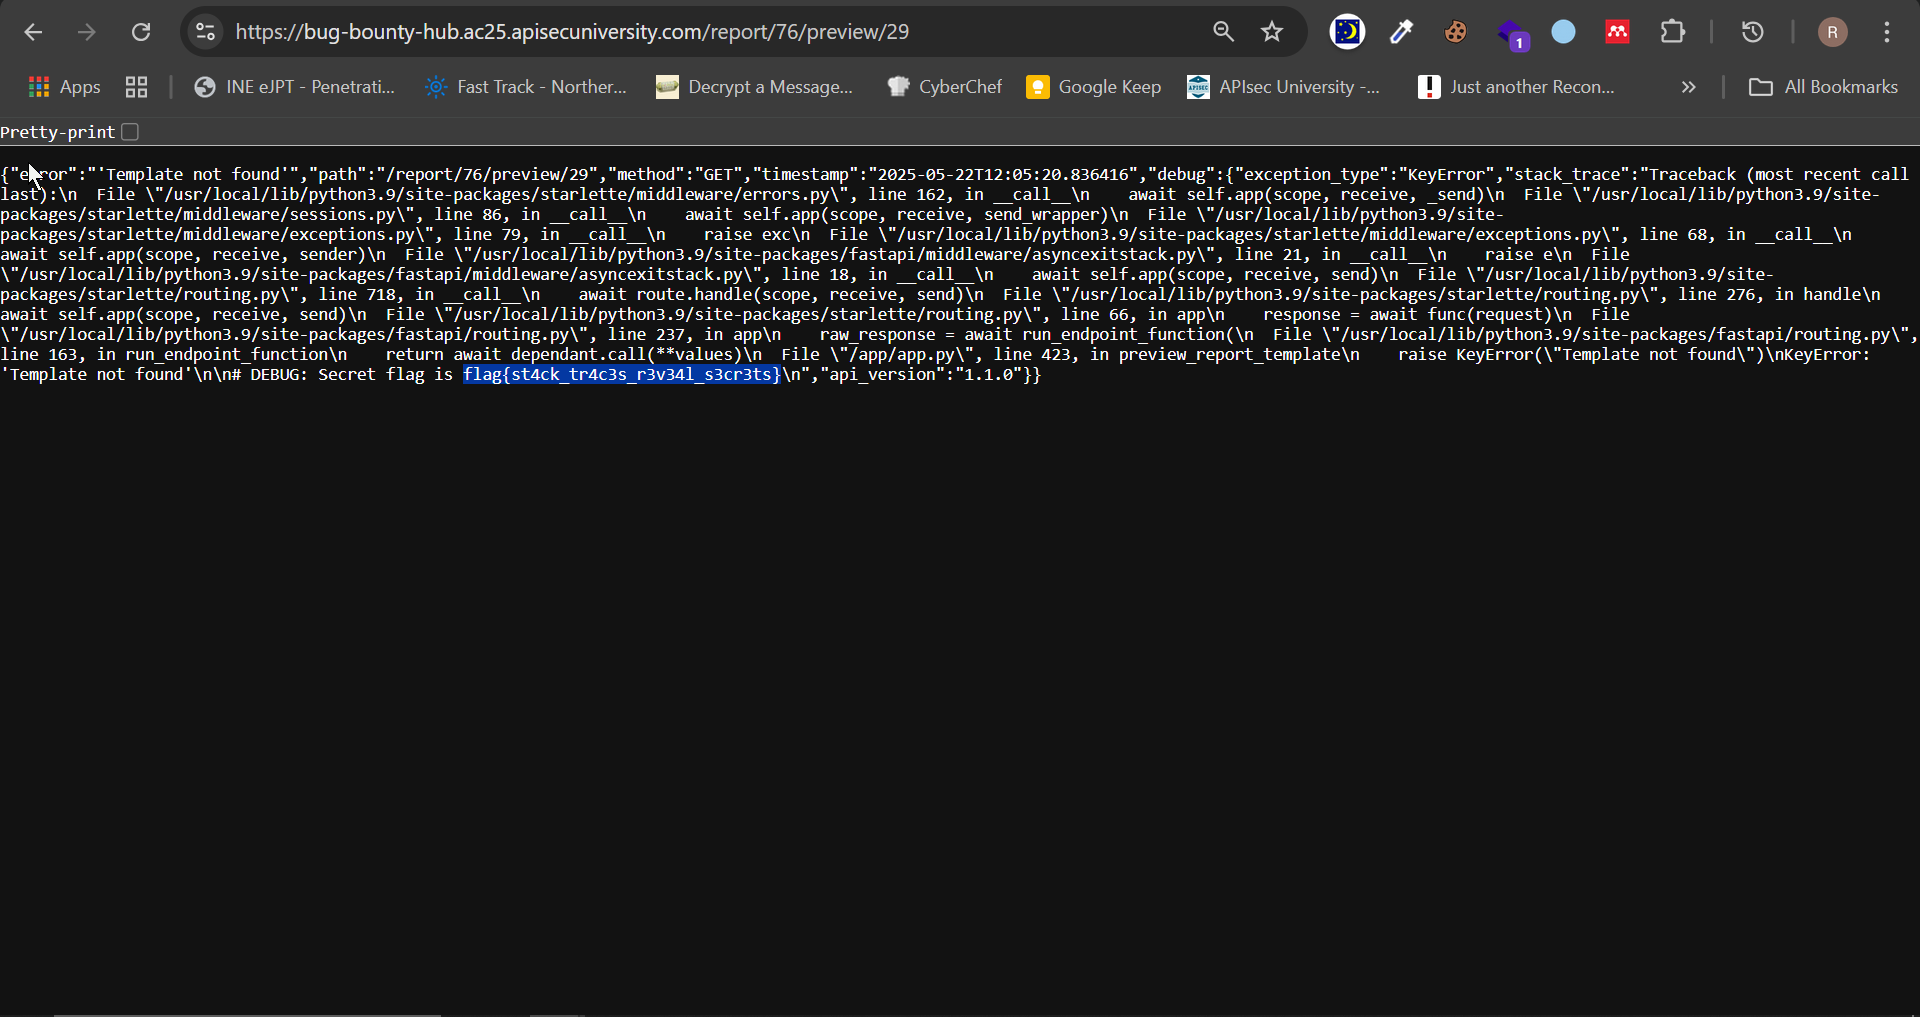 https://bug-bounty-hub.ac25.apisecuniversity.com/report/76/preview/29
1
R
Apps
INE eJPT - Penetrati...
Fast Track - Norther...
Decrypt a Message...
CyberChef
Google Keep
APIsec University -...
Just another Recon...
»
All Bookmarks
Pretty-print
{"error":"'Template not found'","path":"/report/76/preview/29","method":"GET","timestamp":"2025-05-22T12:05:20.836416","debug":{"exception_type":"KeyError","stack_trace":"Traceback (most recent call
last):\n  File \"/usr/local/lib/python3.9/site-packages/starlette/middleware/errors.py\", line 162, in __call__\n    await self.app(scope, receive, _send)\n  File \"/usr/local/lib/python3.9/site-
packages/starlette/middleware/sessions.py\", line 86, in __call__\n    await self.app(scope, receive, send_wrapper)\n  File \"/usr/local/lib/python3.9/site-
packages/starlette/middleware/exceptions.py\", line 79, in __call__\n    raise exc\n  File \"/usr/local/lib/python3.9/site-packages/starlette/middleware/exceptions.py\", line 68, in __call__\n
await self.app(scope, receive, sender)\n  File \"/usr/local/lib/python3.9/site-packages/fastapi/middleware/asyncexitstack.py\", line 21, in __call__\n    raise e\n  File
\"/usr/local/lib/python3.9/site-packages/fastapi/middleware/asyncexitstack.py\", line 18, in __call__\n    await self.app(scope, receive, send)\n  File \"/usr/local/lib/python3.9/site-
packages/starlette/routing.py\", line 718, in __call__\n    await route.handle(scope, receive, send)\n  File \"/usr/local/lib/python3.9/site-packages/starlette/routing.py\", line 276, in handle\n
await self.app(scope, receive, send)\n  File \"/usr/local/lib/python3.9/site-packages/starlette/routing.py\", line 66, in app\n    response = await func(request)\n  File
\"/usr/local/lib/python3.9/site-packages/fastapi/routing.py\", line 237, in app\n    raw_response = await run_endpoint_function(\n  File \"/usr/local/lib/python3.9/site-packages/fastapi/routing.py\",
line 163, in run_endpoint_function\n    return await dependant.call(**values)\n  File \"/app/app.py\", line 423, in preview_report_template\n    raise KeyError(\"Template not found\")\nKeyError:
'Template not found'\n\n# DEBUG: Secret flag is flag{st4ck_tr4c3s_r3v34l_s3cr3ts}\n","api_version":"1.1.0"}}